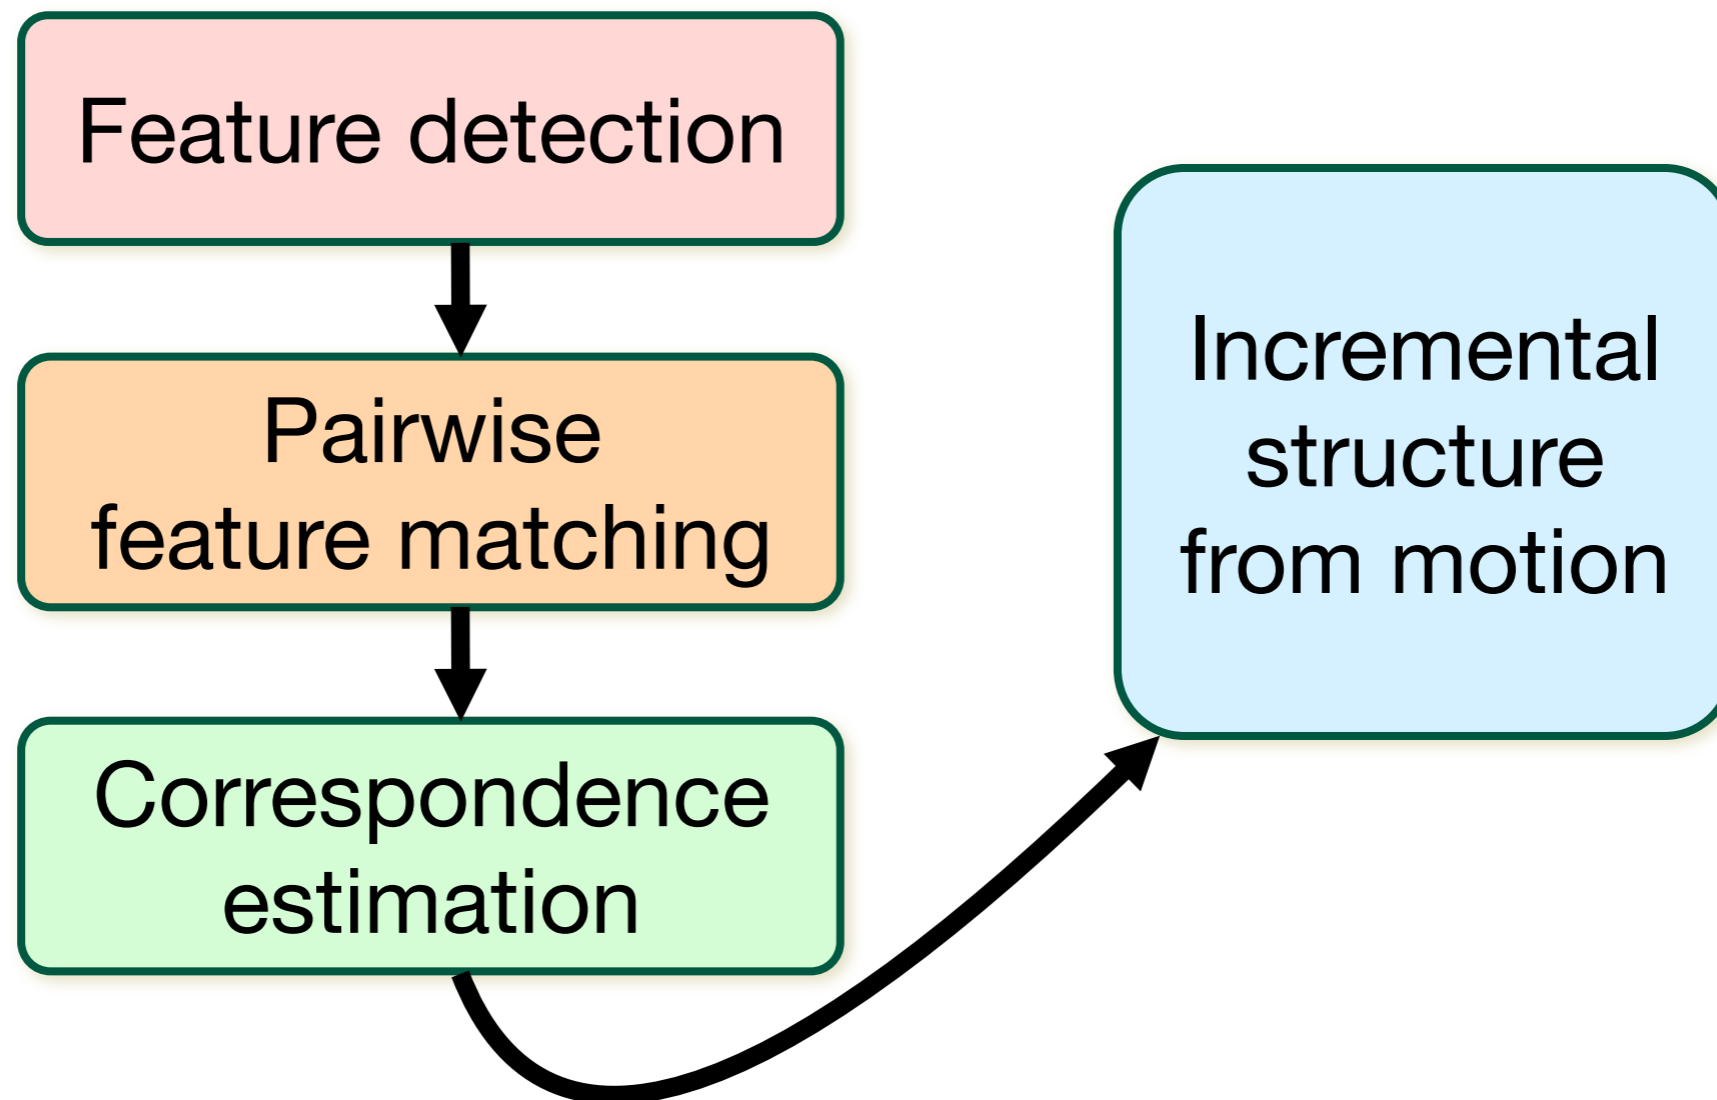 Feature detection
Pairwise
feature matching
Correspondence
estimation
Incremental
structure
from motion